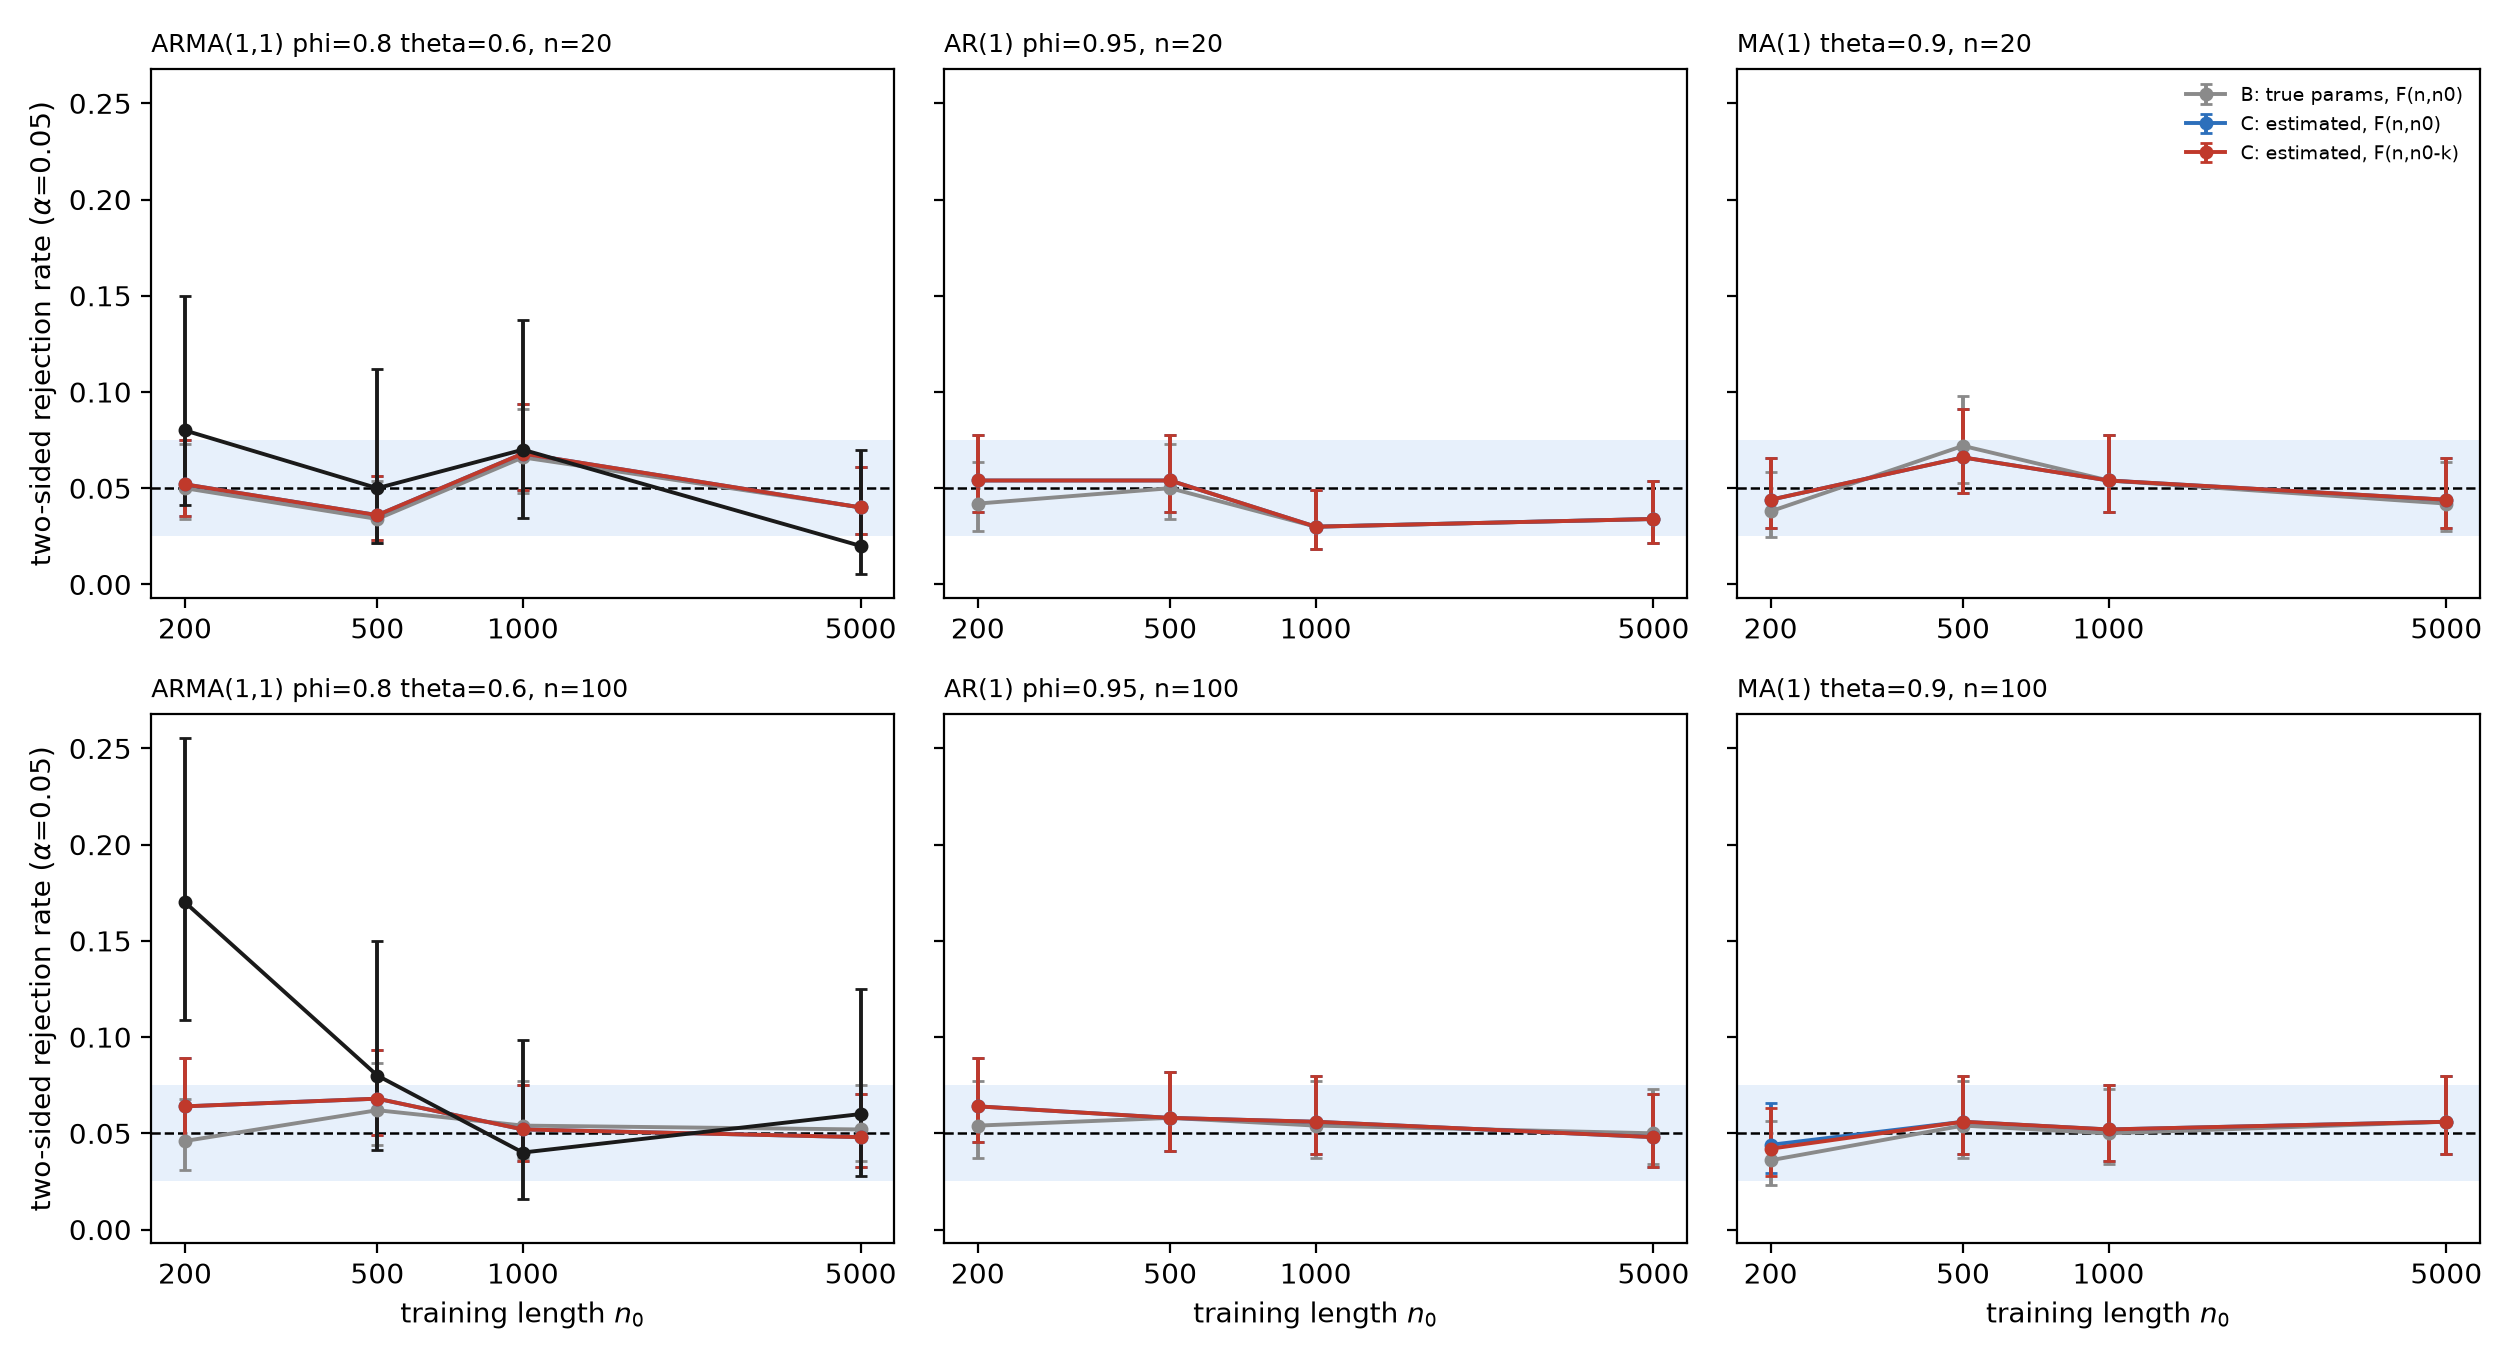 ARMA(1,1) phi=0.8 theta=0.6, n=20
AR(1) phi=0.95, n=20
MA(1) theta=0.9, n=20
two-sided rejection rate (α=0.05)
0.25
0.20
0.15
0.10
0.05
0.00
B: true params, F(n,n0)
C: estimated, F(n,n0)
C: estimated, F(n,n0-k)
200 500 1000 5000
200 500 1000 5000
200 500 1000 5000
ARMA(1,1) phi=0.8 theta=0.6, n=100
AR(1) phi=0.95, n=100
MA(1) theta=0.9, n=100
two-sided rejection rate (α=0.05)
0.25
0.20
0.15
0.10
0.05
0.00
200 500 1000 5000
200 500 1000 5000
200 500 1000 5000
training length n₀
training length n₀
training length n₀